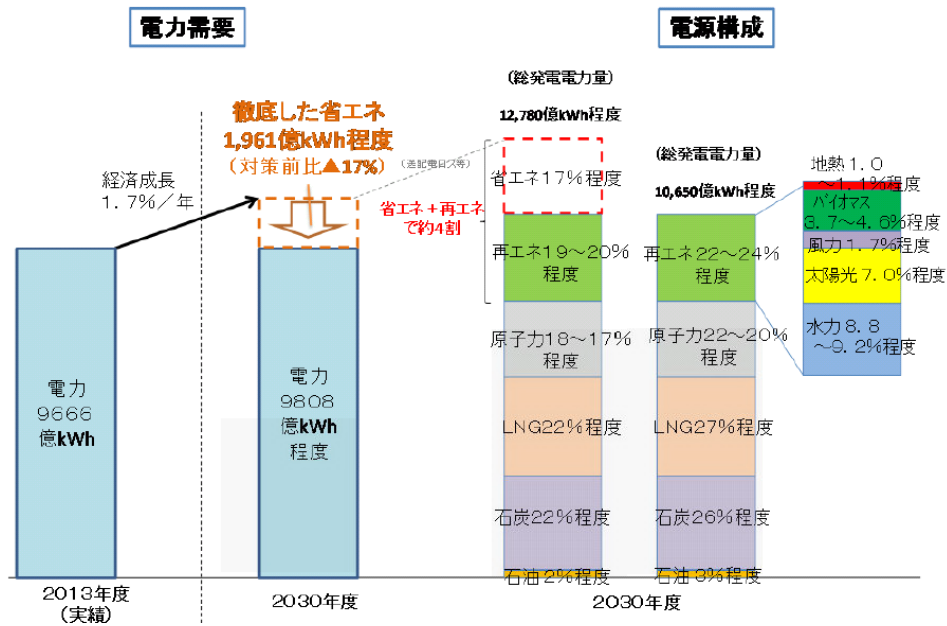 電力需要
電源構成
徹底した省エネ
1,961億kWh程度
(対策前比▲17%)
経済成長
1.7%/年
(送配電ロス等)
(総発電電力量)
12,780億kWh程度
省エネ17%程度
省エネ+再エネ
で約4割
再エネ19~20%
程度
原子力18~17%
程度
LNG22%程度
石炭22%程度
石油 2%程度
(総発電電力量)
10,650億kWh程度
再エネ22~24%
程度
原子力22~20%
程度
LNG27%程度
石炭26%程度
石油 3%程度
地熱1.0
~1.1%程度
バイオマス
3.7~4.6%程度
風力1.7%程度
太陽光7.0%程度
水力8.8
~9.2%程度
電力
9666
億kWh
電力
9808
億kWh
程度
2013年度
(実績)
2030年度
2030年度